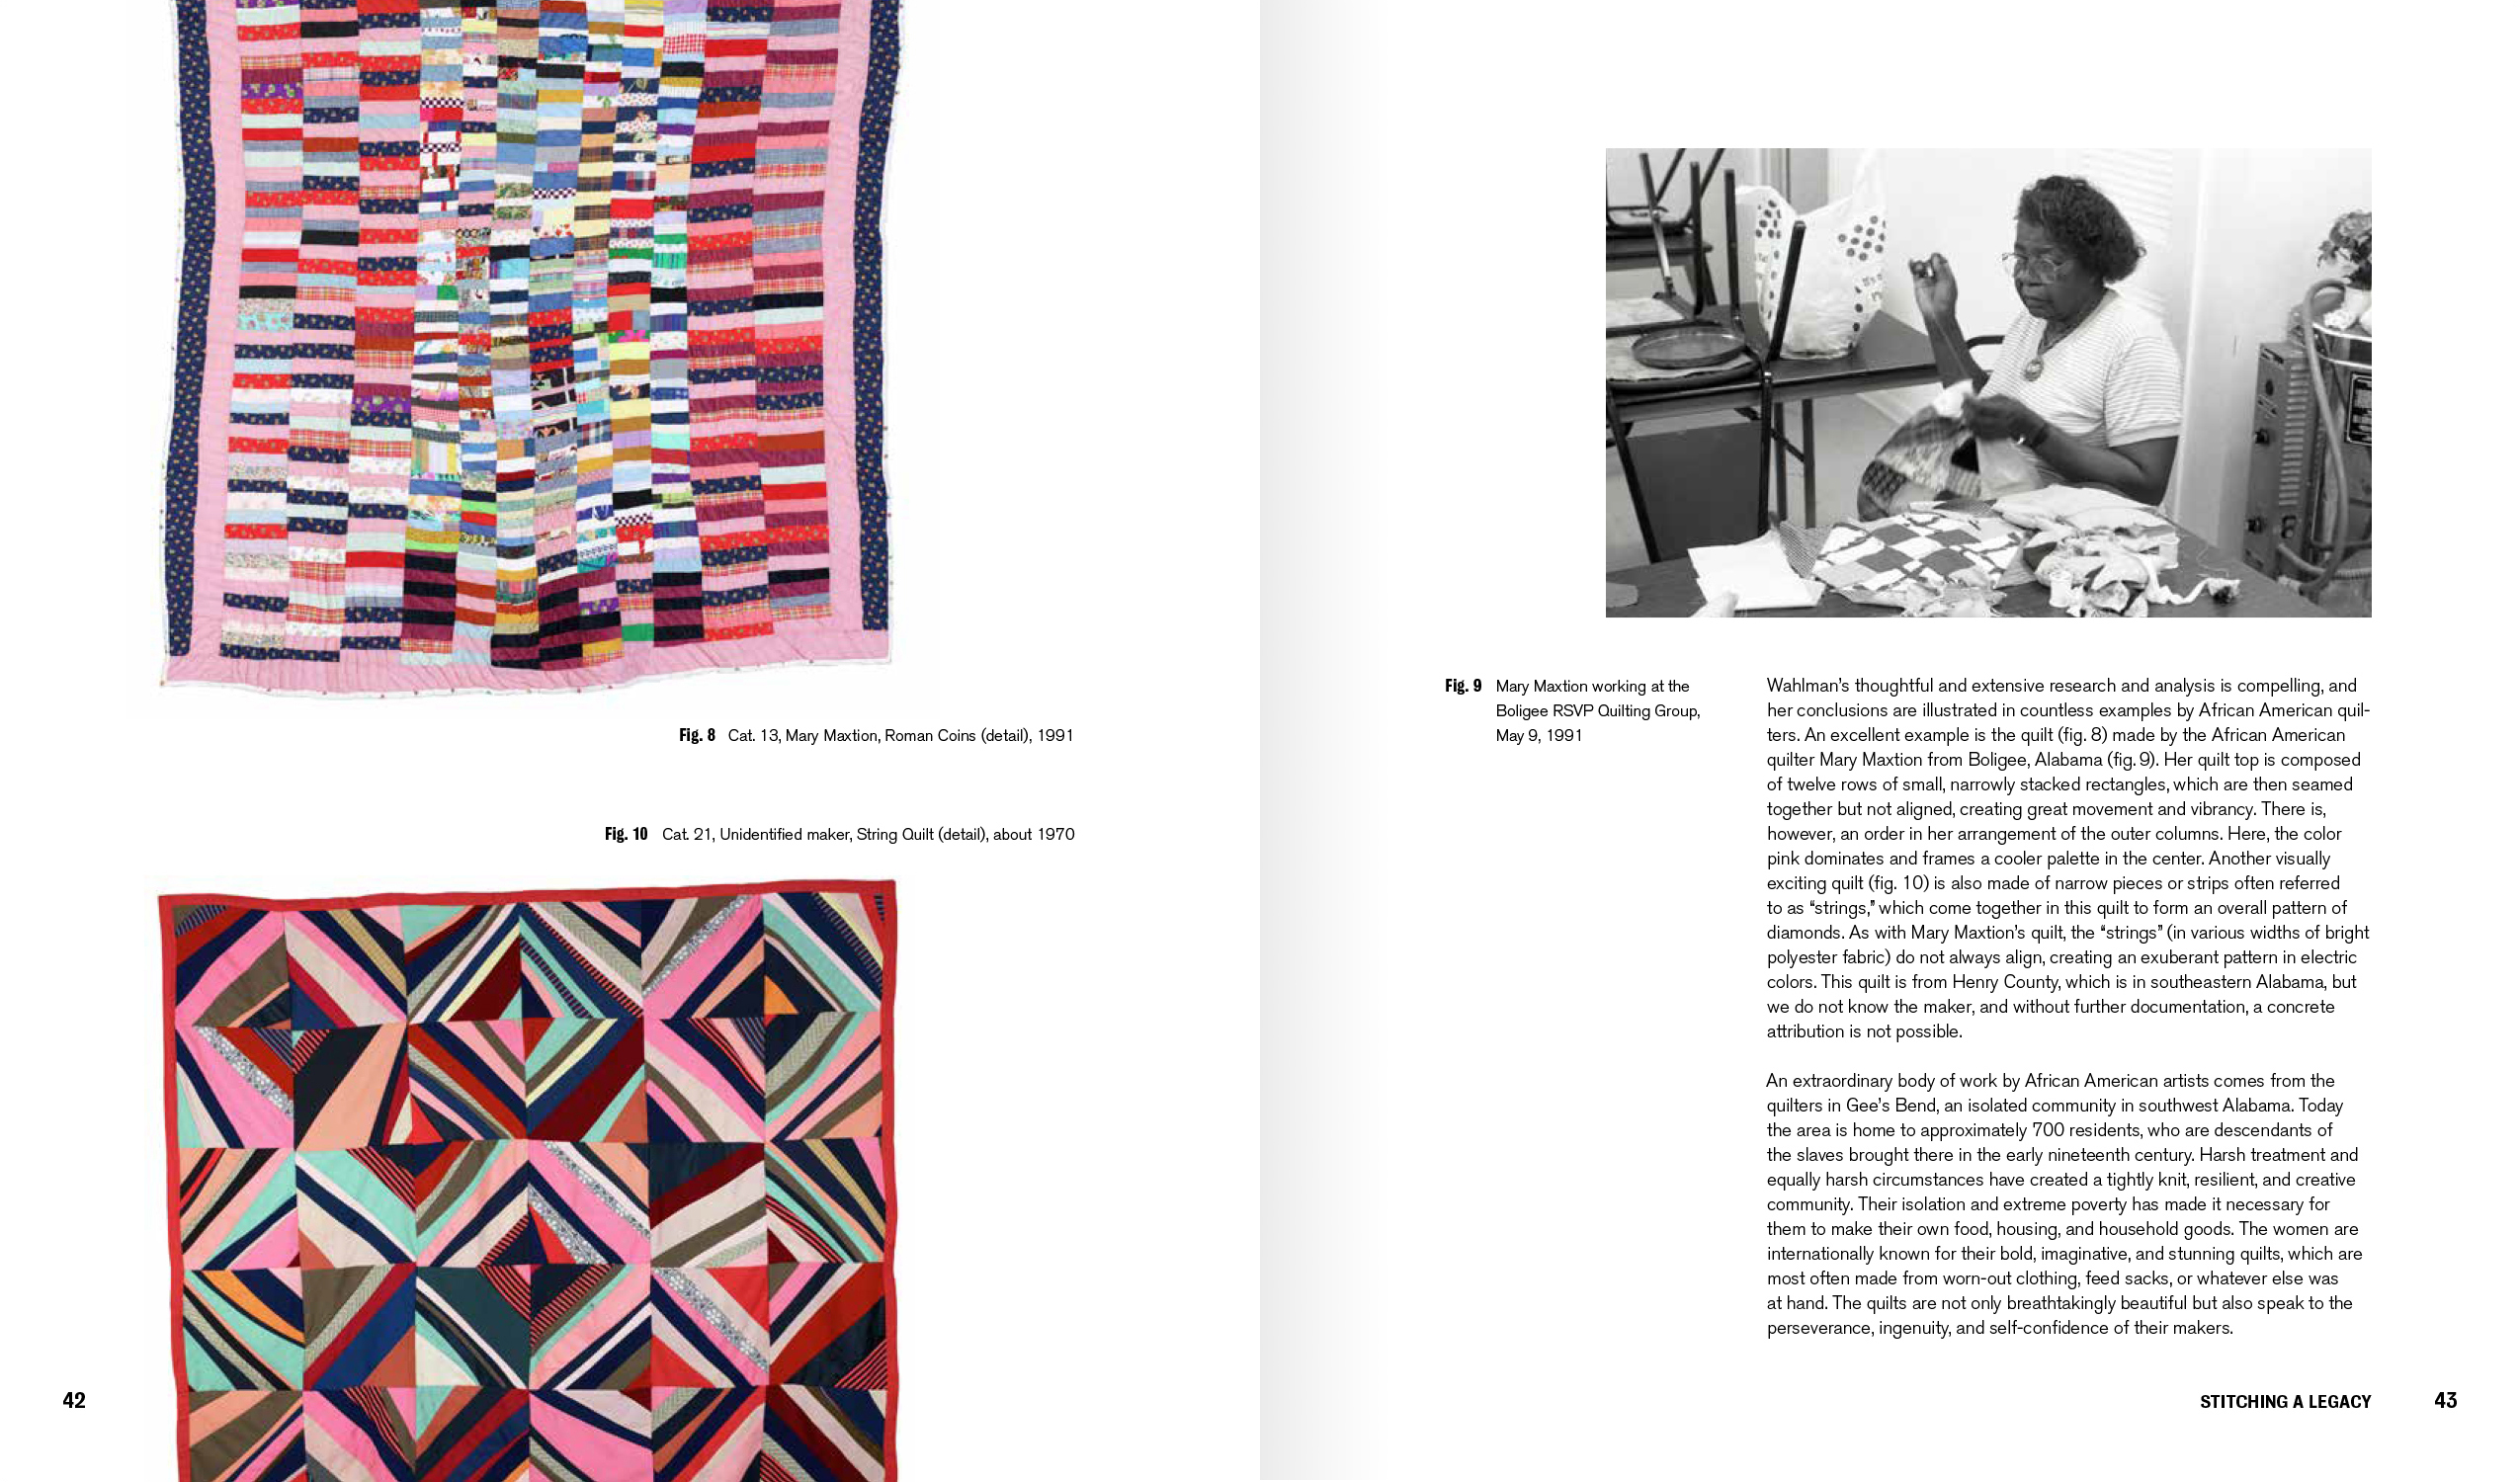 Fig. 8 Cat. 13, Mary Maxtion, Roman Coins (detail), 1991
Fig. 10 Cat. 21, Unidentified maker, String Quilt (detail), about 1970
42
Fig. 9 Mary Maxtion working at the
Boligee RSVP Quilting Group,
May 9, 1991
Wahlman’s thoughtful and extensive research and analysis is compelling, and
her conclusions are illustrated in countless examples by African American quil-
ters. An excellent example is the quilt (fig. 8) made by the African American
quilter Mary Maxtion from Boligee, Alabama (fig. 9). Her quilt top is composed
of twelve rows of small, narrowly stacked rectangles, which are then seamed
together but not aligned, creating great movement and vibrancy. There is,
however, an order in her arrangement of the outer columns. Here, the color
pink dominates and frames a cooler palette in the center. Another visually
exciting quilt (fig. 10) is also made of narrow pieces or strips often referred
to as “strings,” which come together in this quilt to form an overall pattern of
diamonds. As with Mary Maxtion’s quilt, the “strings” (in various widths of bright
polyester fabric) do not always align, creating an exuberant pattern in electric
colors. This quilt is from Henry County, which is in southeastern Alabama, but
we do not know the maker, and without further documentation, a concrete
attribution is not possible.
An extraordinary body of work by African American artists comes from the
quilters in Gee’s Bend, an isolated community in southwest Alabama. Today
the area is home to approximately 700 residents, who are descendants of
the slaves brought there in the early nineteenth century. Harsh treatment and
equally harsh circumstances have created a tightly knit, resilient, and creative
community. Their isolation and extreme poverty has made it necessary for
them to make their own food, housing, and household goods. The women are
internationally known for their bold, imaginative, and stunning quilts, which are
most often made from worn-out clothing, feed sacks, or whatever else was
at hand. The quilts are not only breathtakingly beautiful but also speak to the
perseverance, ingenuity, and self-confidence of their makers.
STITCHING A LEGACY 43